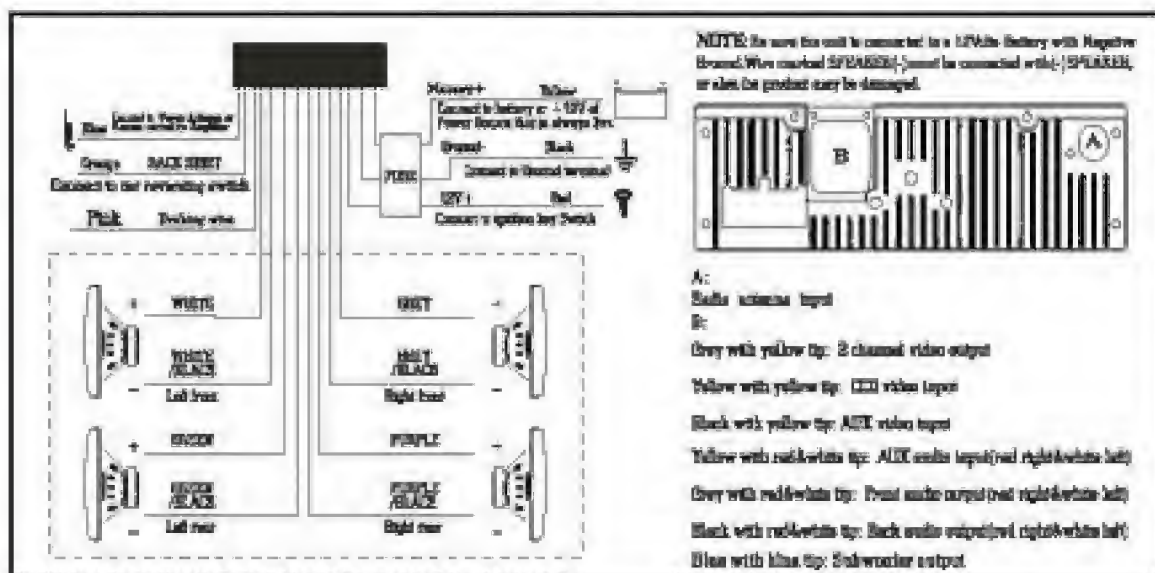 NOTE: Be sure the unit is connected to a 12Volts Battery with Negative
Ground. Wire marked SPEAKER(-) must be connected with(-) SPEAKER,
or else the product may be damaged.
Blue
Connect to Power Antenna or
Orange BACK SHIFT
Connect to car reversing switch
Pink Parking wire
Memory+ Yellow
Connect to battery or + 12V of
Power Source that is always live.
Ground- Black
Connect to Ground terminal
12V+ Red
Connect to ignition key Switch
FUSE
B
A
+ WHITE
WHITE
/BLACK
-
Left front
GREY +
GREY
/BLACK
-
Right front
+ GREEN
GREEN
/BLACK
-
Left rear
PURPLE +
PURPLE
/BLACK
-
Right rear
A:
Radio antenna input
B:
Grey with yellow tip: 2 channel video output
Yellow with yellow tip: CCD video input
Black with yellow tip: AUX video input
Yellow with red&white tip: AUX audio input(red right&white left)
Grey with red&white tip: Front audio output(red right&white left)
Black with red&white tip: Back audio output(red right&white left)
Blue with blue tip: Subwoofer output